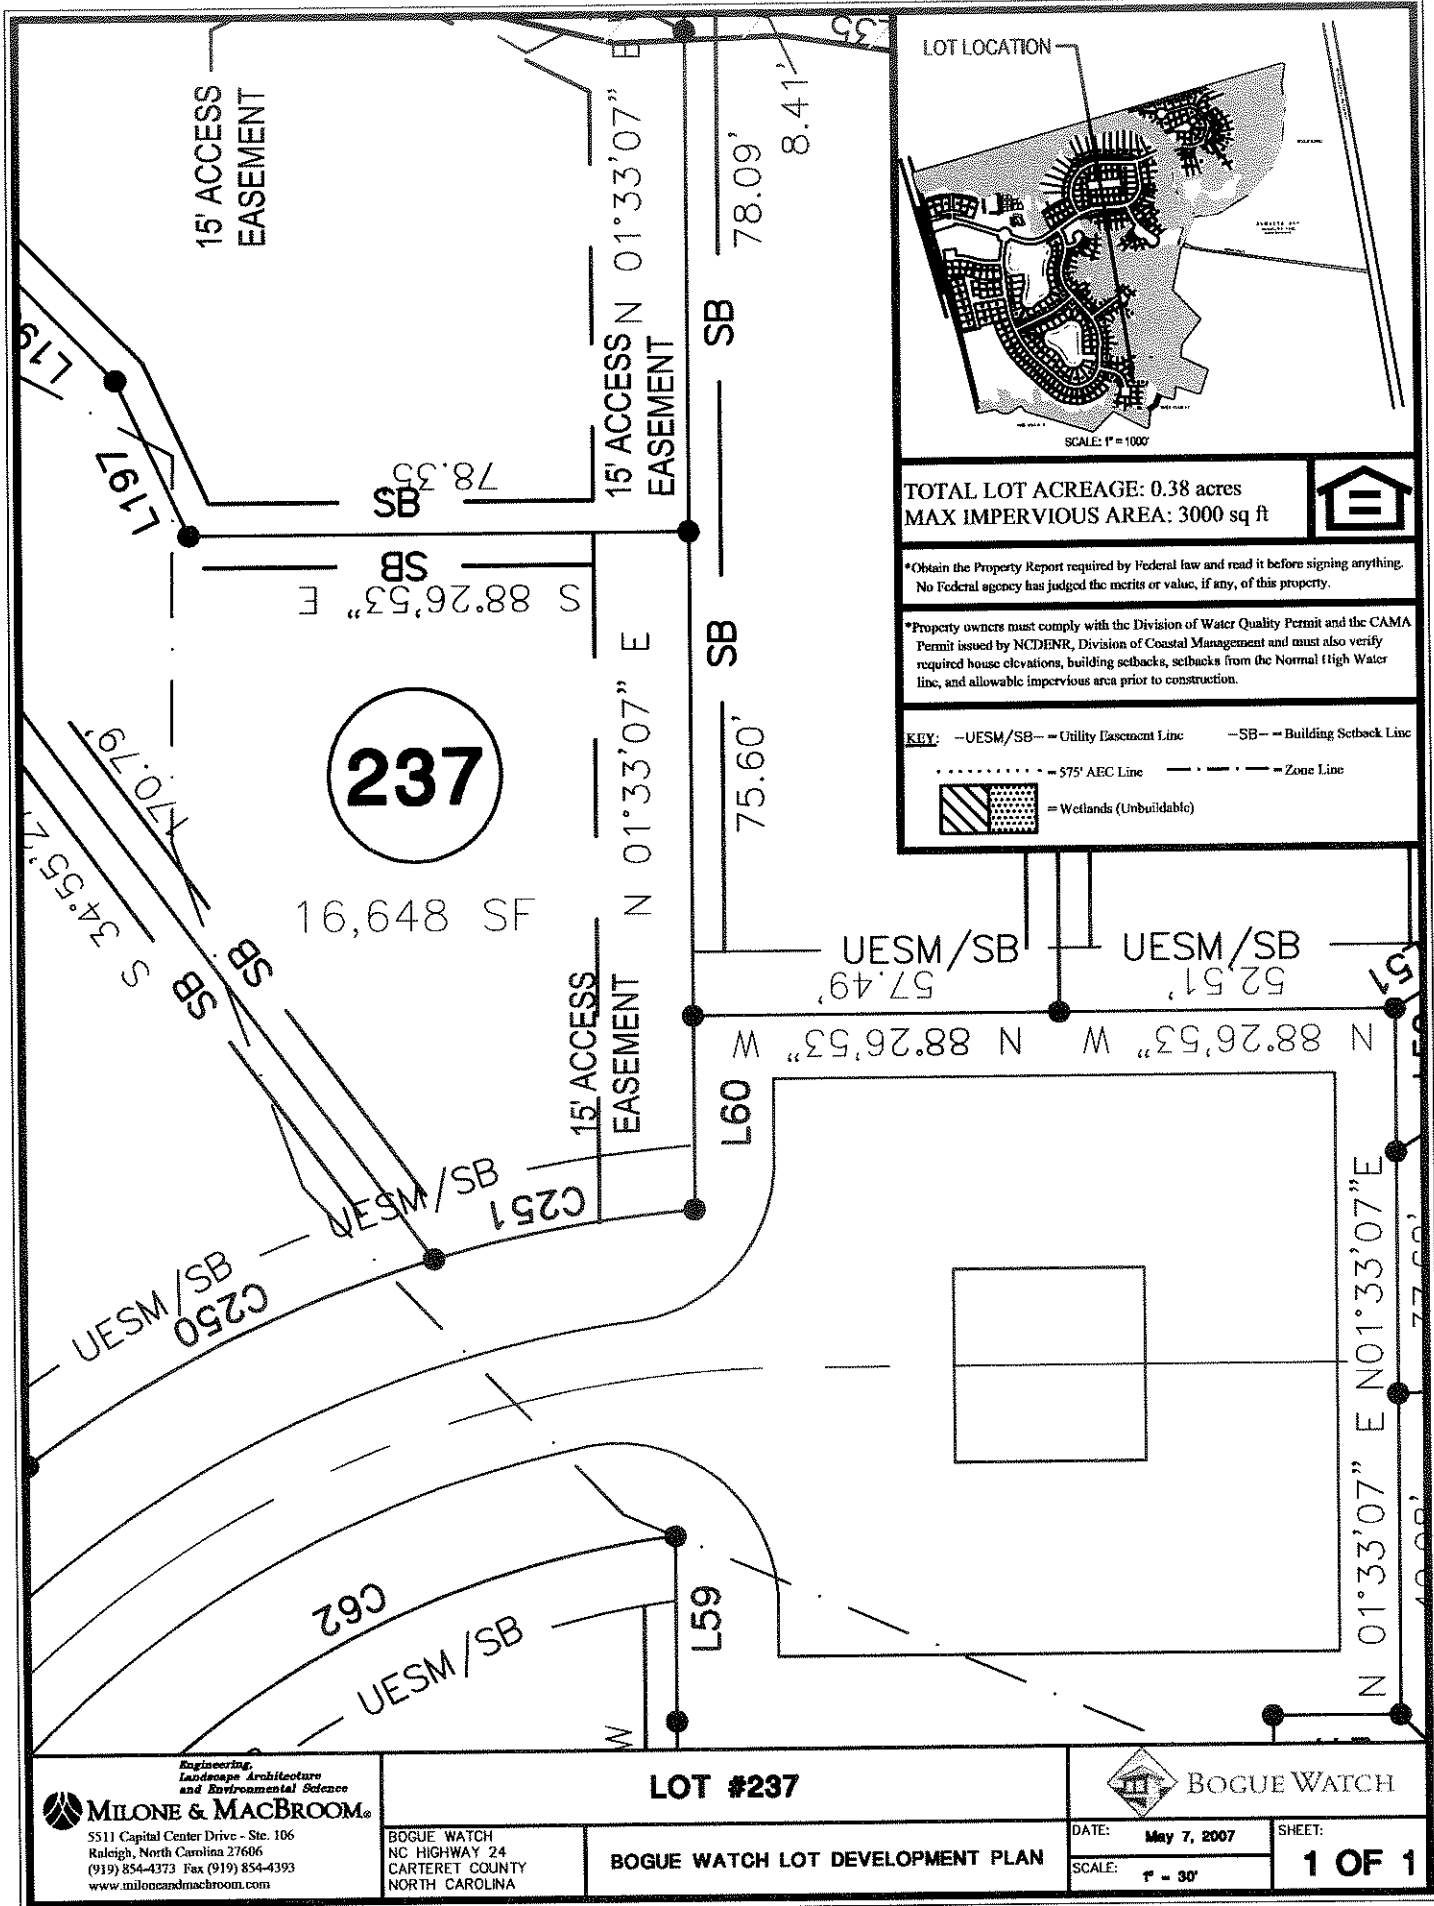 15' ACCESS
EASEMENT
N 01°33'07" E
78.09'
8.41'
L35
LOT LOCATION
SCALE: 1" = 1000'
L19
L197
SB
78.35
15' ACCESS
EASEMENT
SB
SB
S 88°26'53" E
SB
TOTAL LOT ACREAGE: 0.38 acres
MAX IMPERVIOUS AREA: 3000 sq ft
*Obtain the Property Report required by Federal law and read it before signing anything.
No Federal agency has judged the merits or value, if any, of this property.
*Property owners must comply with the Division of Water Quality Permit and the CAMA
Permit issued by NCDENR, Division of Coastal Management and must also verify
required house elevations, building setbacks, setbacks from the Normal High Water
line, and allowable impervious area prior to construction.
KEY: -UESM/SB- = Utility Easement Line -SB- = Building Setback Line
= 575' AEC Line = Zone Line
= Wetlands (Unbuildable)
237
16,648 SF
N 01°33'07" E
75.60'
170.79'
S 34°55'2
SB
SB
15' ACCESS
EASEMENT
UESM/SB
UESM/SB
57.49'
52.51'
L51
N 88°26'53" W
N 88°26'53" W
L60
UESM/SB
C251
UESM/SB
C250
N01°33'07"E
N 01°33'07" E
C62
L59
UESM/SB
W
Engineering,
Landscape Architecture
and Environmental Science
MILONE & MACBROOM®
5511 Capital Center Drive - Ste. 106
Raleigh, North Carolina 27606
(919) 854-4373 Fax (919) 854-4393
www.miloneandmacbroom.com
LOT #237
BOGUE WATCH
NC HIGHWAY 24
CARTERET COUNTY
NORTH CAROLINA
BOGUE WATCH LOT DEVELOPMENT PLAN
BOGUE WATCH
DATE: May 7, 2007
SCALE: 1" = 30'
SHEET:
1 OF 1